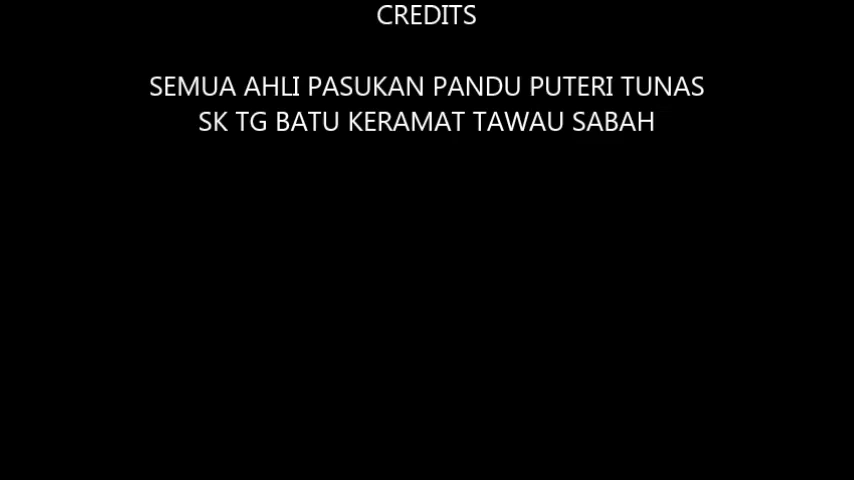 CREDITS
SEMUA AHLI PASUKAN PANDU PUTERI TUNAS
SK TG BATU KERAMAT TAWAU SABAH